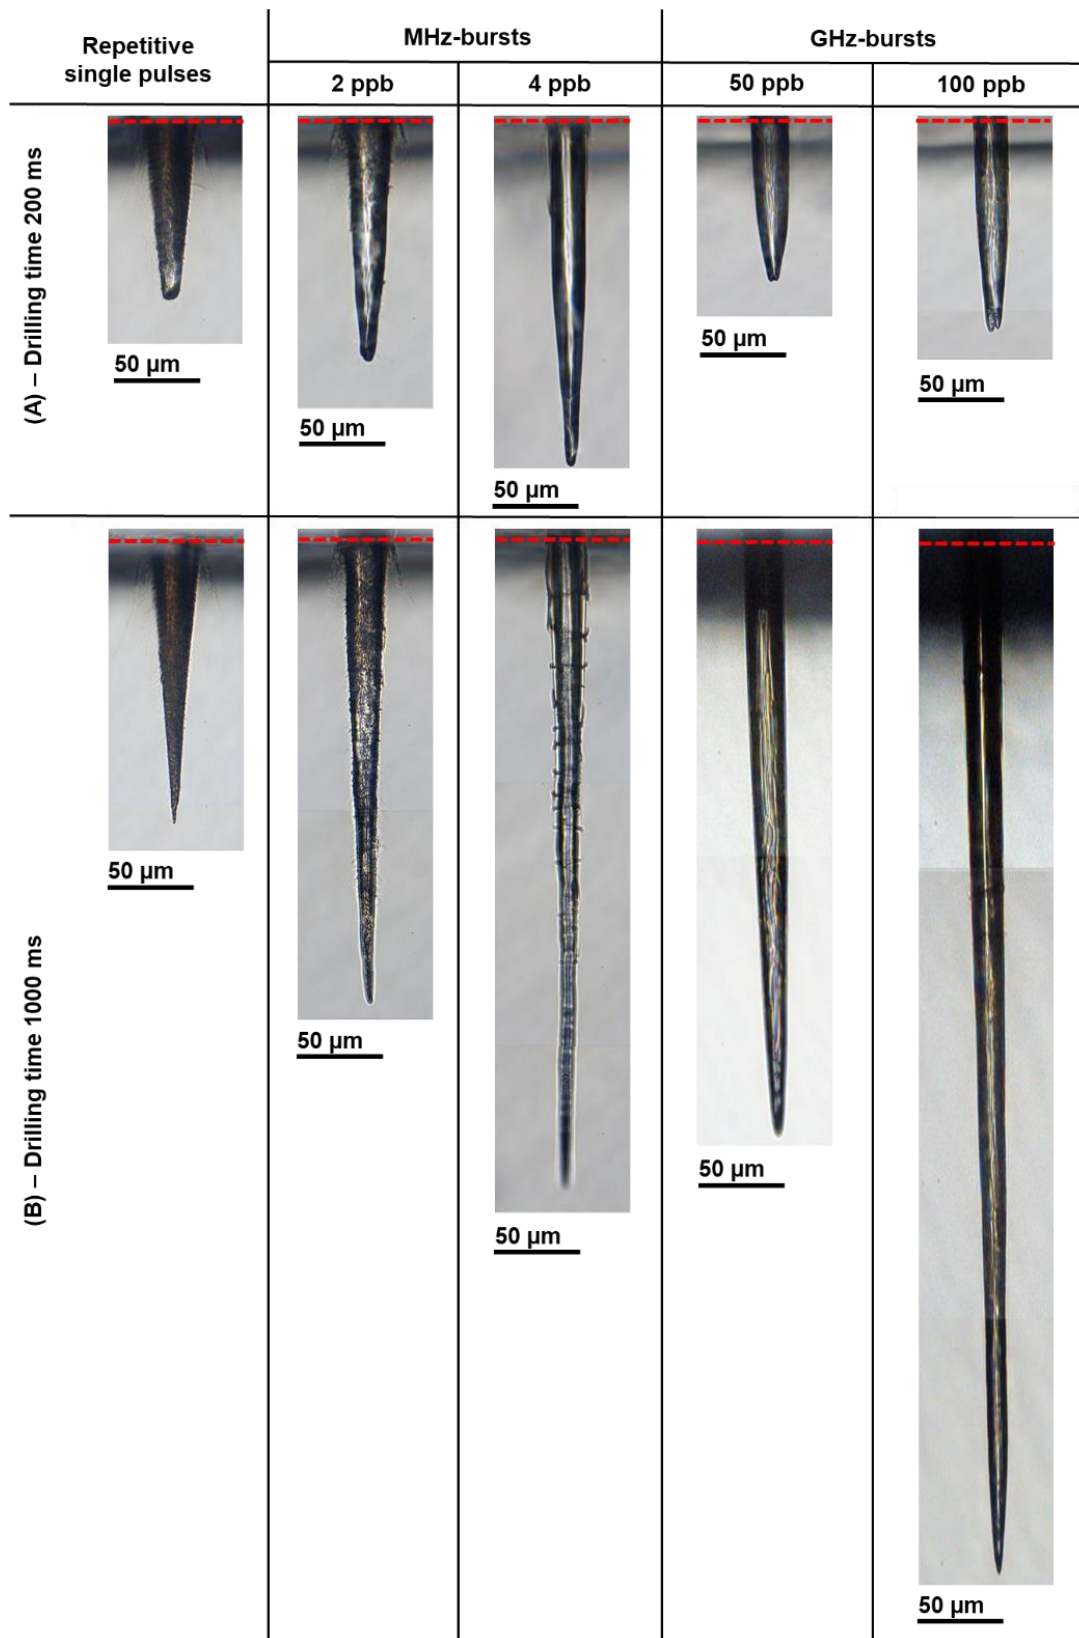 Repetitive
single pulses
MHz-bursts
GHz-bursts
2 ppb
4 ppb
50 ppb
100 ppb
(A) – Drilling time 200 ms
50 µm
50 µm
50 µm
50 µm
50 µm
(B) – Drilling time 1000 ms
50 µm
50 µm
50 µm
50 µm
50 µm